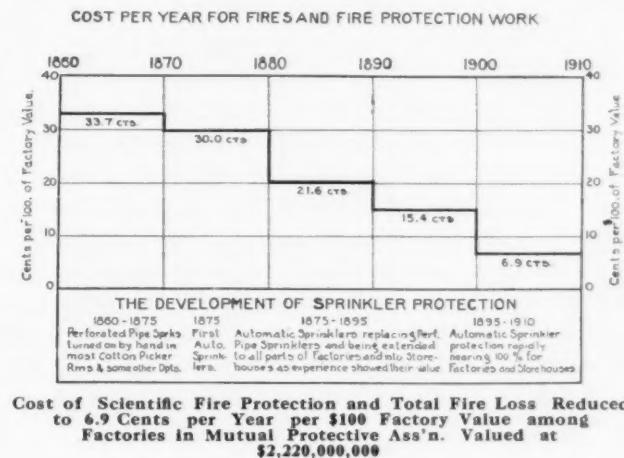 COST PER YEAR FOR FIRES AND FIRE PROTECTION WORK
1860 1870 1880 1890 1900 1910
40 40
33.7 CTS.
30 30.0 CTS. 30
20 21.6 CTS. 20
15.4 CTS
10 10
6.9 CTS.
0 0
Cents per $100. of Factory Value.
Cents per $100. of Factory Value
THE DEVELOPMENT OF SPRINKLER PROTECTION
1860-1875 1875 1875-1895 1895-1910
Perforated Pipe Sprks First Automatic Sprinklers replacing Perf. Automatic Sprinkler
turned on by hand in Auto. Pipe Sprinklers and being extended protection rapidly
most Cotton Picker Sprink- to all parts of Factories and into Store- nearing 100 % for
Rms & some other Dpts. lers. houses as experience showed their value Factories and Storehouses
Cost of Scientific Fire Protection and Total Fire Loss Reduced
to 6.9 Cents per Year per $100 Factory Value among
Factories in Mutual Protective Ass'n. Valued at
$2,220,000,000